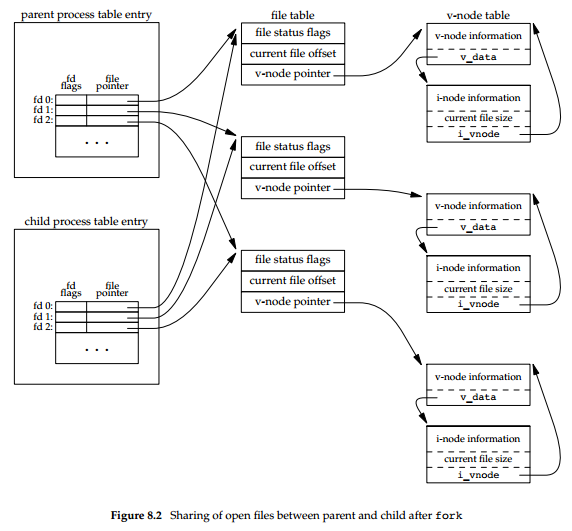 parent process table entry
fd
flags
file
pointer
fd 0:
fd 1:
fd 2:
. . .
child process table entry
fd
flags
file
pointer
fd 0:
fd 1:
fd 2:
. . .
file table
file status flags
current file offset
v-node pointer
file status flags
current file offset
v-node pointer
file status flags
current file offset
v-node pointer
v-node table
v-node information
v_data
i-node information
current file size
i_vnode
v-node information
v_data
i-node information
current file size
i_vnode
v-node information
v_data
i-node information
current file size
i_vnode
Figure 8.2 Sharing of open files between parent and child after fork